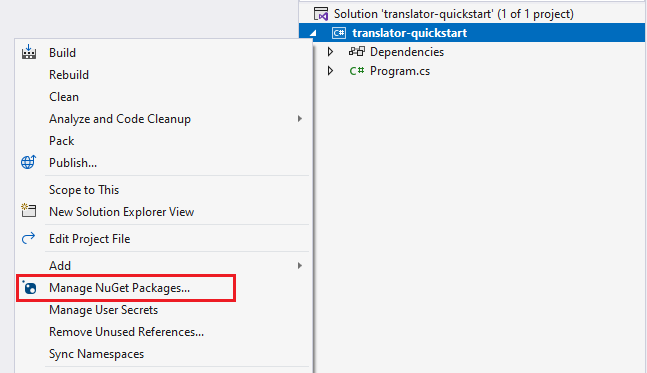 Solution 'translator-quickstart' (1 of 1 project)
C# translator-quickstart
Dependencies
C# Program.cs
Build
Rebuild
Clean
Analyze and Code Cleanup
Pack
Publish...
Scope to This
New Solution Explorer View
Edit Project File
Add
Manage NuGet Packages...
Manage User Secrets
Remove Unused References...
Sync Namespaces